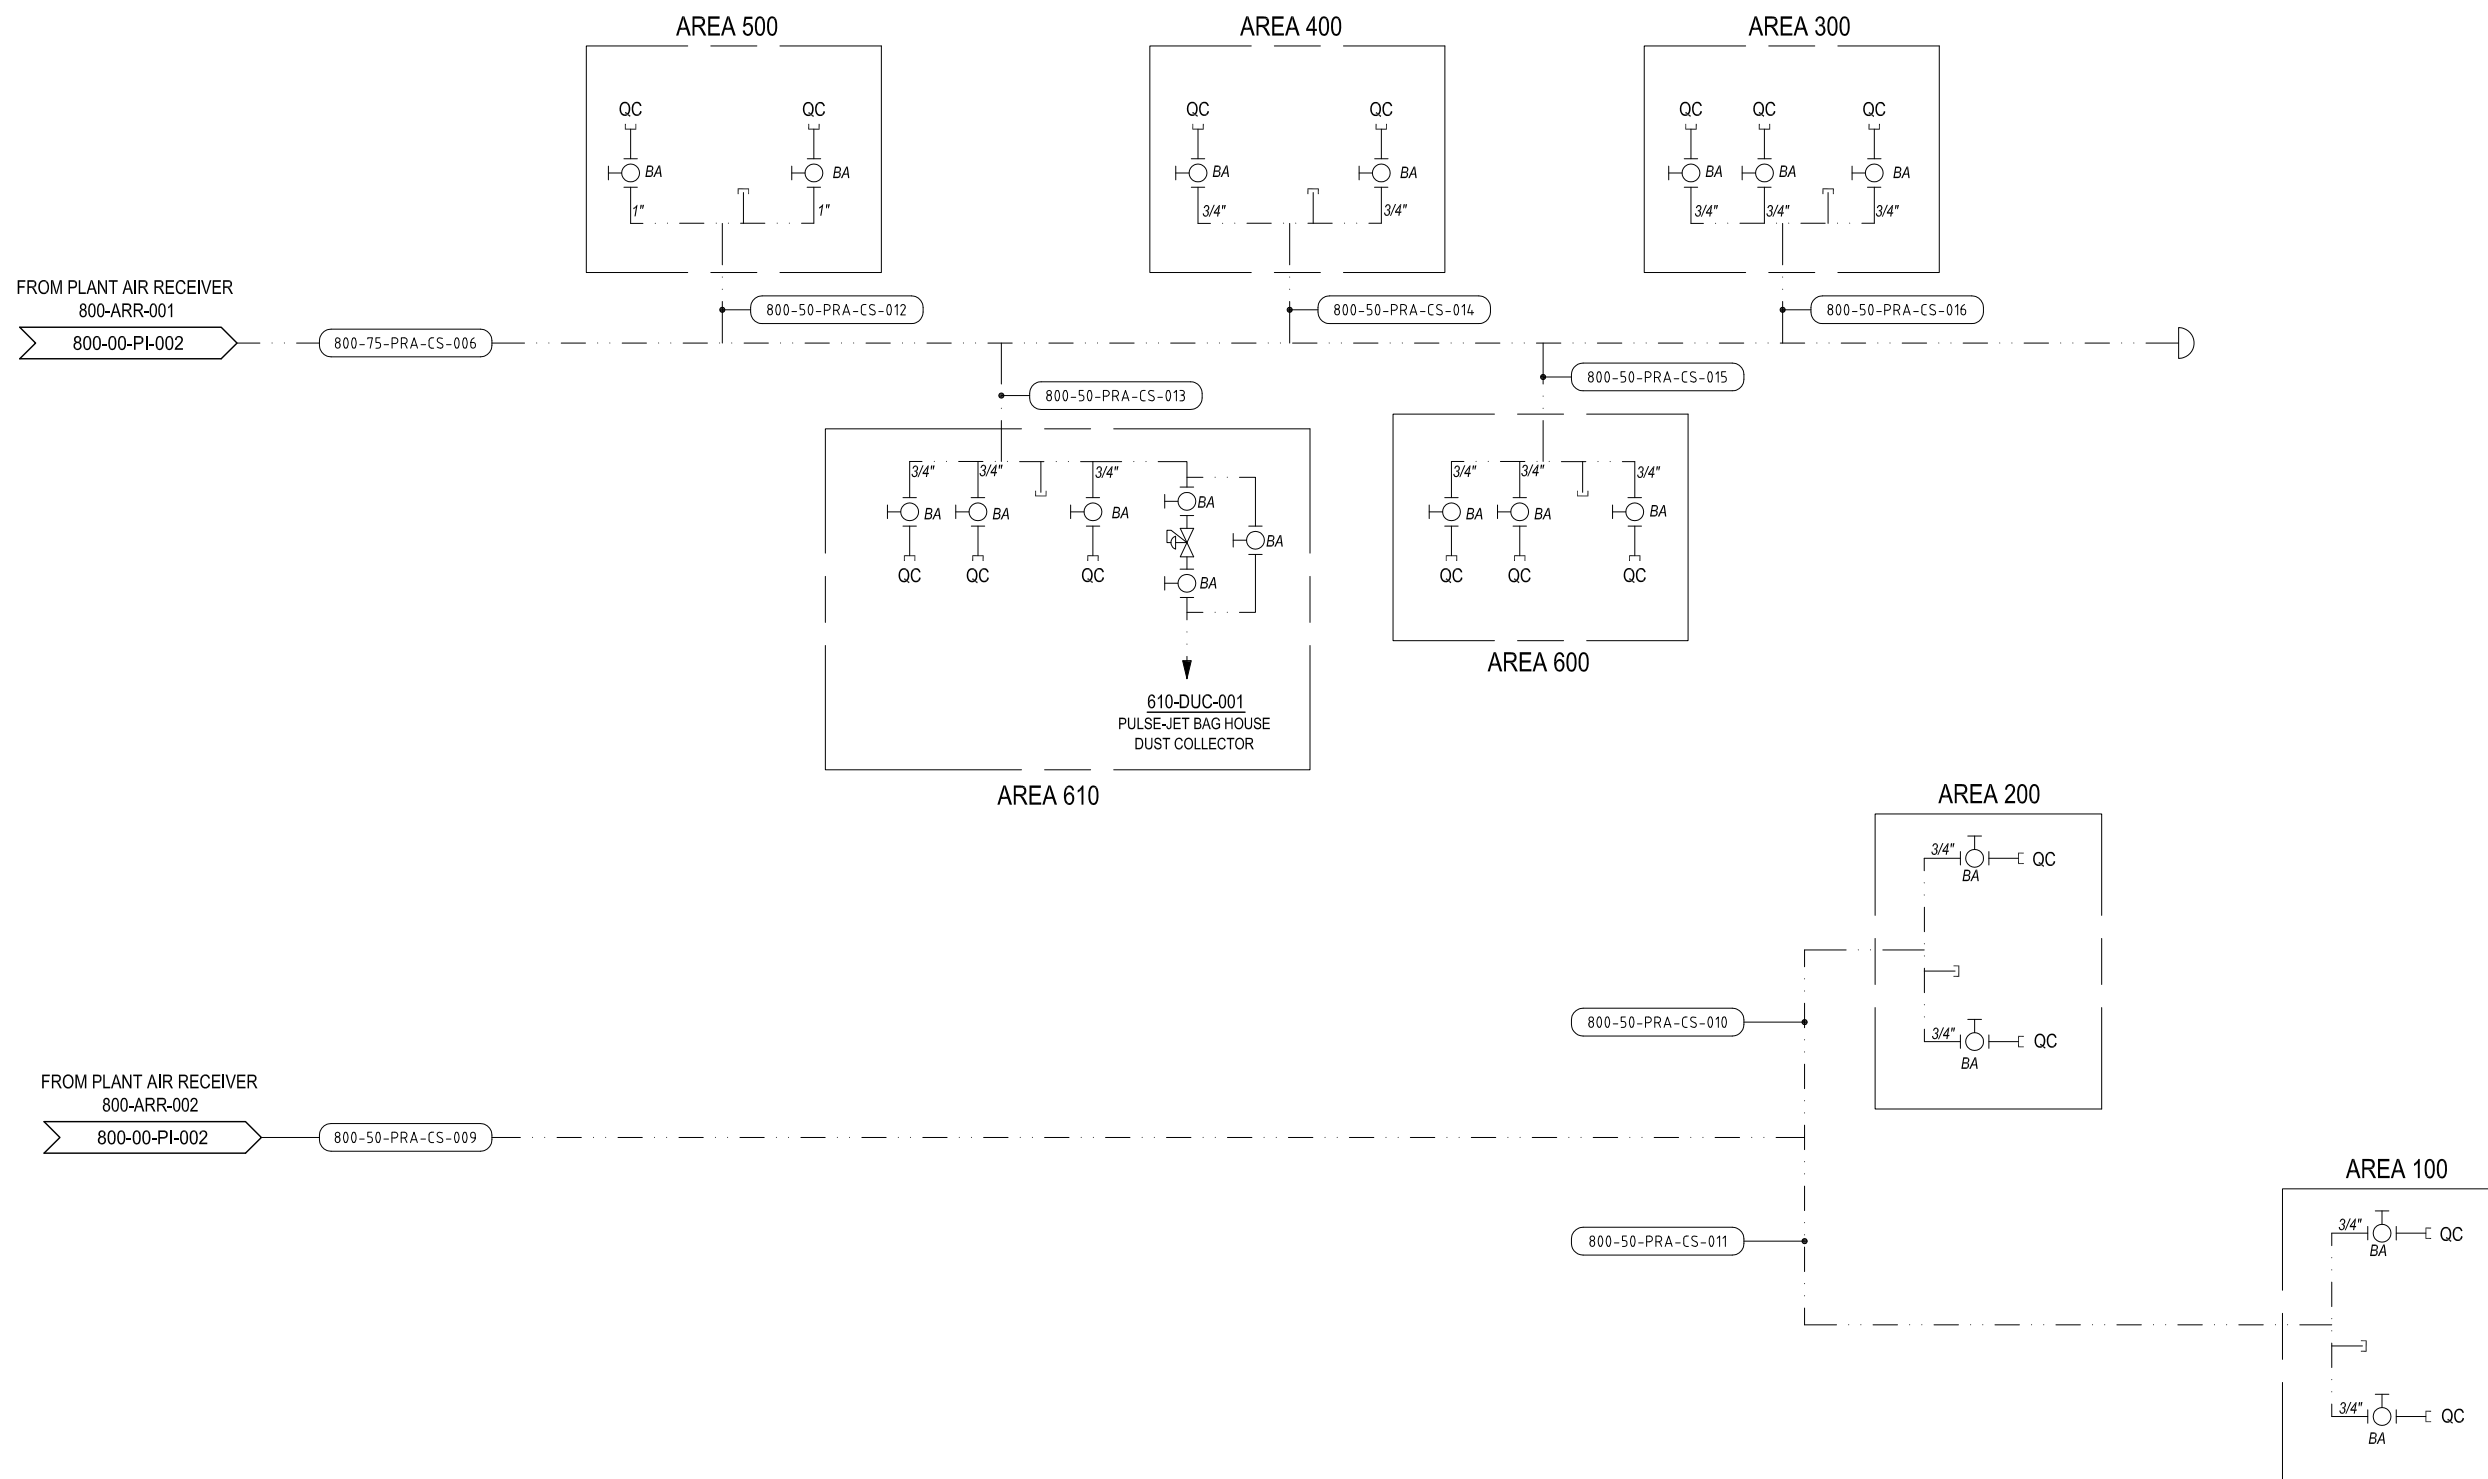 AREA 500
AREA 400
AREA 300
QC QC
QC QC
QC QC QC
BA BA
BA BA
BA BA BA
1" 1"
3/4" 3/4"
3/4" 3/4" 3/4"
FROM PLANT AIR RECEIVER
800-ARR-001
800-00-PI-002
800-75-PRA-CS-006
800-50-PRA-CS-012
800-50-PRA-CS-014
800-50-PRA-CS-016
800-50-PRA-CS-013
800-50-PRA-CS-015
3/4" 3/4" 3/4"
BA BA BA BA
BA
BA
QC QC QC
610-DUC-001
PULSE-JET BAG HOUSE
DUST COLLECTOR
AREA 610
3/4" 3/4" 3/4"
BA BA BA
QC QC QC
AREA 600
AREA 200
3/4" QC
BA
3/4" QC
BA
800-50-PRA-CS-010
FROM PLANT AIR RECEIVER
800-ARR-002
800-00-PI-002
800-50-PRA-CS-009
800-50-PRA-CS-011
AREA 100
3/4" QC
BA
3/4" QC
BA